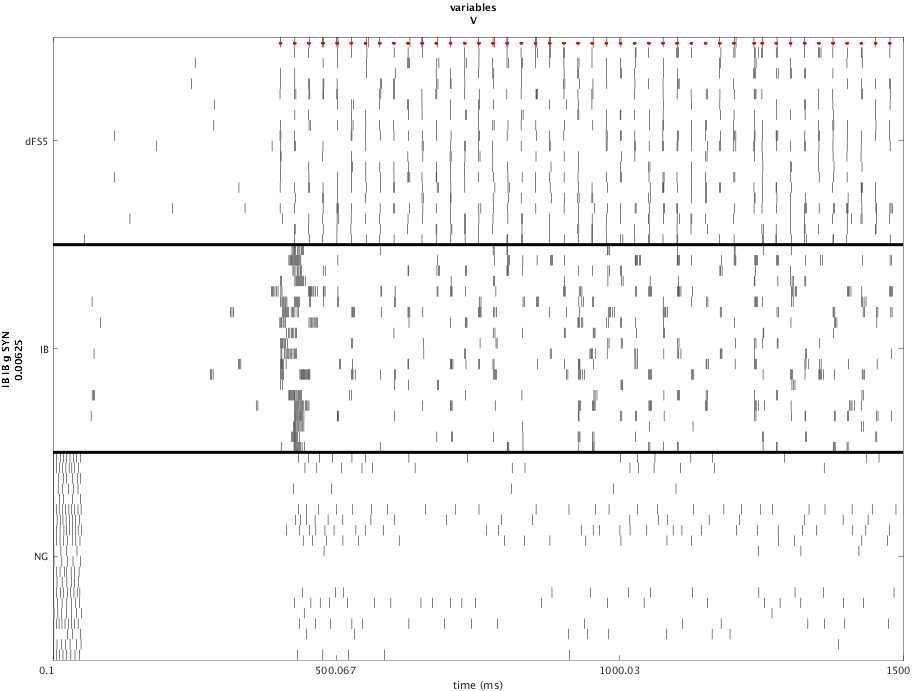 variables
V
dFS5
IB IB g SYN
0.00625
IB
NG
0.1
500.067
1000.03
1500
time (ms)